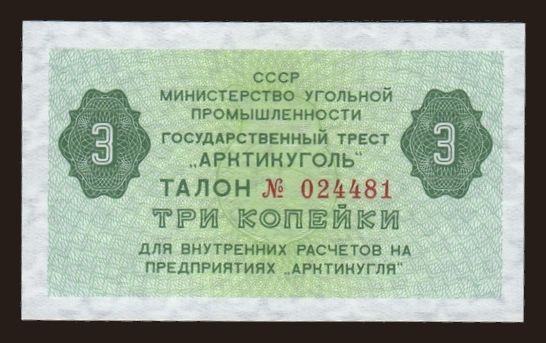 СССР
МИНИСТЕРСТВО УГОЛЬНОЙ
ПРОМЫШЛЕННОСТИ
ГОСУДАРСТВЕННЫЙ ТРЕСТ
„АРКТИКУГОЛЬ"
3
3
ТАЛОН № 024481
ТРИ КОПЕЙКИ
ДЛЯ ВНУТРЕННИХ РАСЧЕТОВ НА
ПРЕДПРИЯТИЯХ „АРКТИКУГЛЯ"